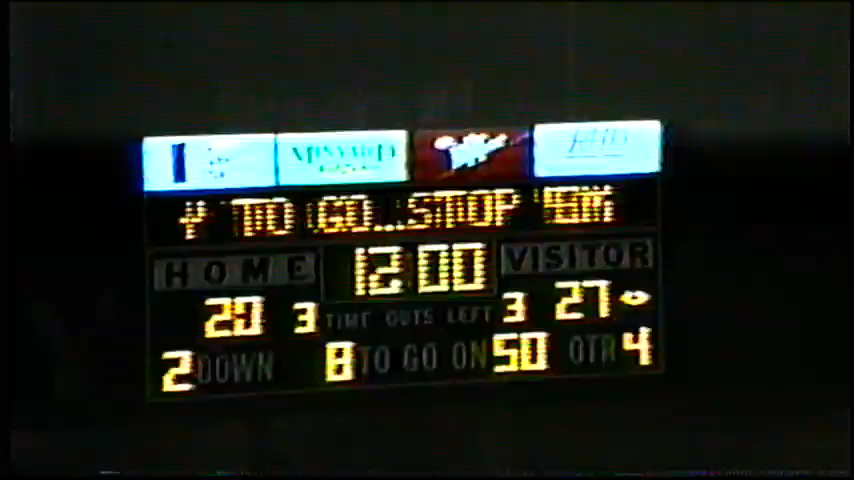 Y TO GO...STOP 'EM
HOME 12:00 VISITOR
20 3 TIME OUTS LEFT 3 27
2 DOWN 8 TO GO ON 50 QTR 4